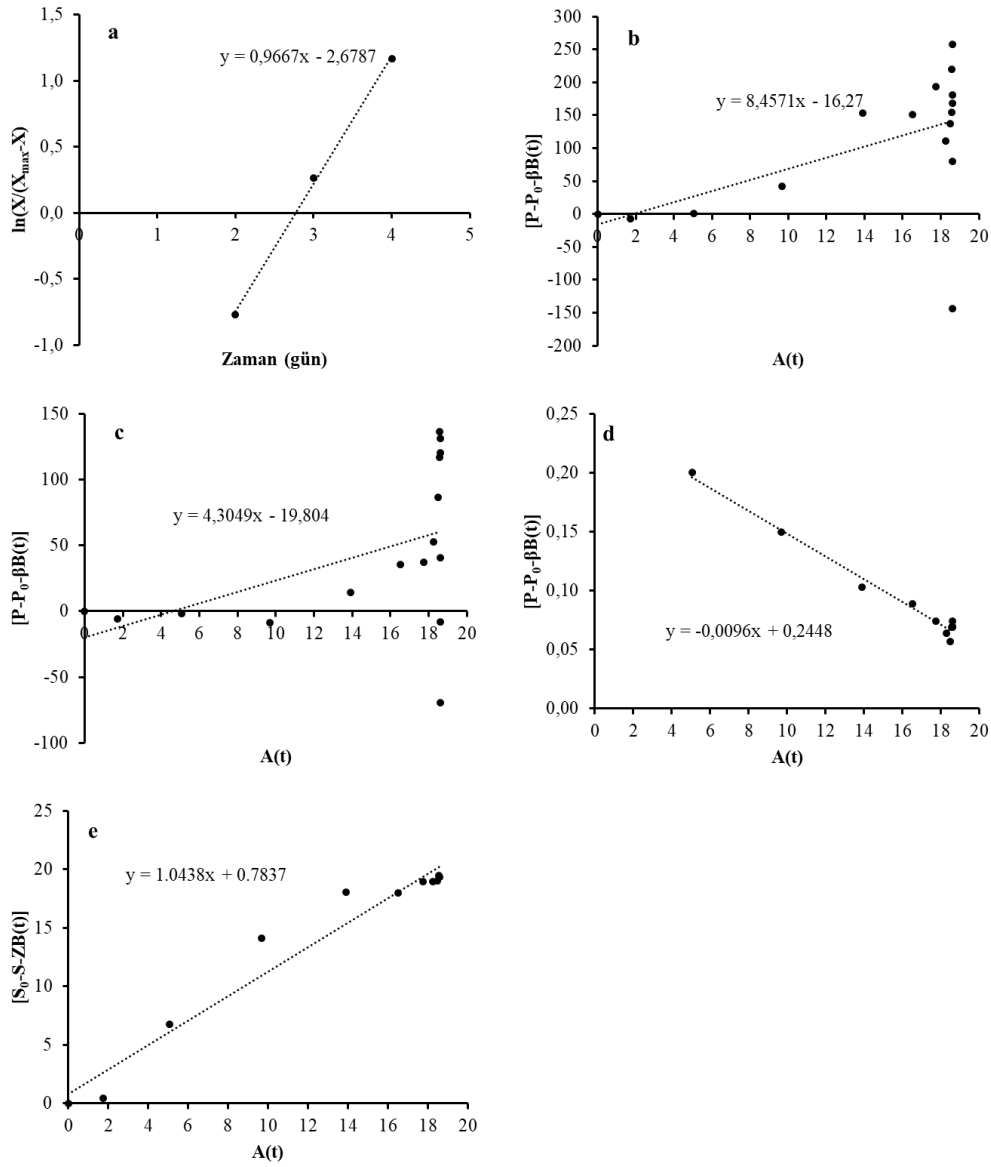 a
y = 0,9667x - 2,6787
ln(X/(Xmax-X)
1,5
1,0
0,5
0,0
-0,5
-1,0
0 1 2 3 4 5
Zaman (gün)
b
y = 8,4571x - 16,27
[P-P0-βB(t)]
300
250
200
150
100
50
0
-50
-100
-150
-200
0 2 4 6 8 10 12 14 16 18 20
A(t)
c
y = 4,3049x - 19,804
[P-P0-βB(t)]
150
100
50
0
-50
-100
0 2 4 6 8 10 12 14 16 18 20
A(t)
d
y = -0,0096x + 0,2448
[P-P0-βB(t)]
0,25
0,20
0,15
0,10
0,05
0,00
0 2 4 6 8 10 12 14 16 18 20
A(t)
e
y = 1.0438x + 0.7837
[S0-S-ZB(t)]
25
20
15
10
5
0
0 2 4 6 8 10 12 14 16 18 20
A(t)